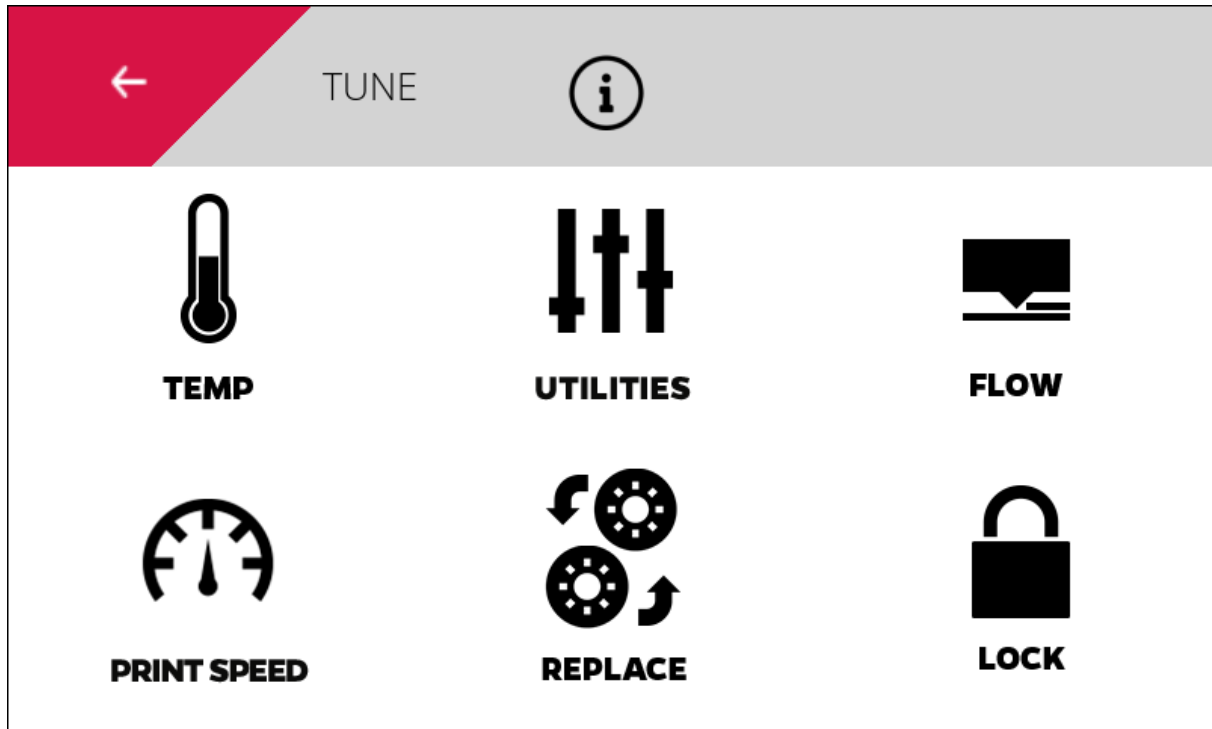 TUNE
TEMP
UTILITIES
FLOW
PRINT SPEED
REPLACE
LOCK